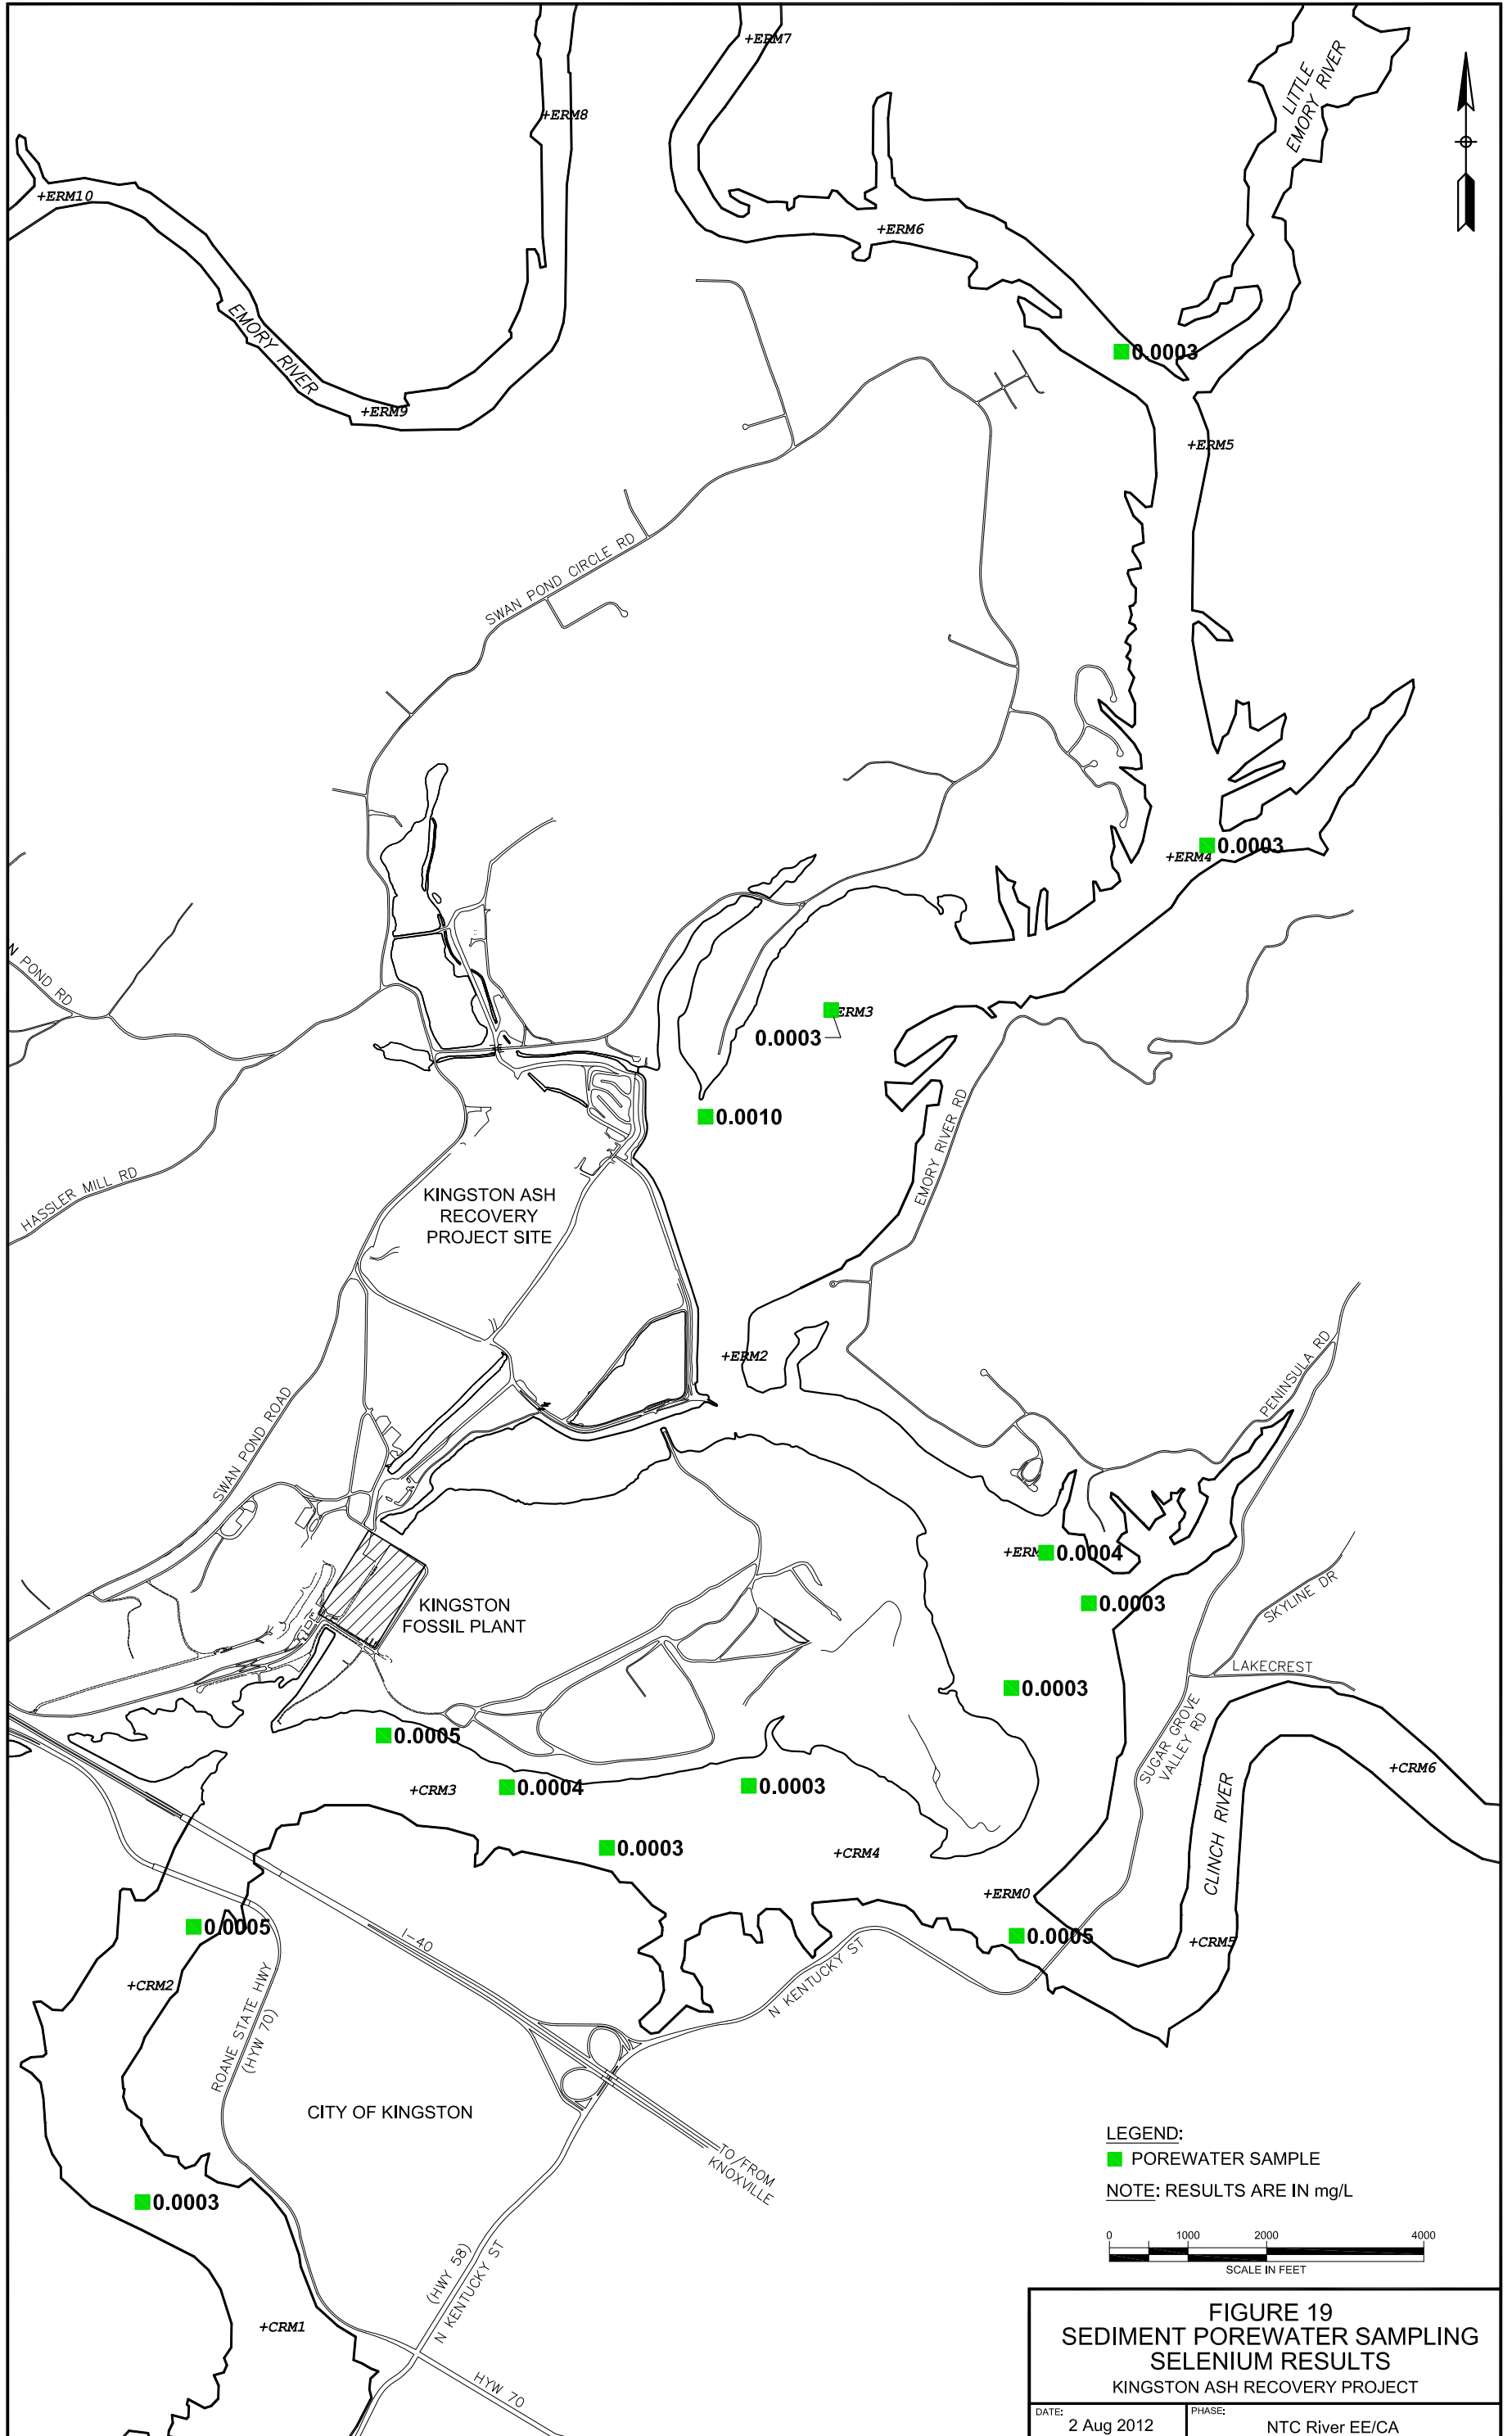 +ERM7
LITTLE
EMORY RIVER
+ERM8
+ERM10
+ERM6
EMORY RIVER
0.0003
+ERM9
+ERM5
SWAN POND CIRCLE RD
+ERM4
0.0003
N POND RD
ERM3
0.0003
0.0010
EMORY RIVER RD
HASSLER MILL RD
KINGSTON ASH
RECOVERY
PROJECT SITE
+ERM2
PENINSULA RD
SWAN POND ROAD
+ERM
0.0004
0.0003
SKYLINE DR
KINGSTON
FOSSIL PLANT
LAKECREST
0.0003
SUGAR GROVE
VALLEY RD
0.0005
+CRM3
0.0004
0.0003
+CRM6
CLINCH RIVER
0.0003
+CRM4
+ERM0
0.0005
I-40
0.0005
+CRM5
+CRM2
N KENTUCKY ST
ROANE STATE HWY
(HYW 70)
CITY OF KINGSTON
TO/FROM
KNOXVILLE
0.0003
(HWY 58)
N KENTUCKY ST
+CRM1
HYW 70
LEGEND:
POREWATER SAMPLE
NOTE: RESULTS ARE IN mg/L
0 1000 2000 4000
SCALE IN FEET
FIGURE 19
SEDIMENT POREWATER SAMPLING
SELENIUM RESULTS
KINGSTON ASH RECOVERY PROJECT
DATE:
2 Aug 2012
PHASE:
NTC River EE/CA